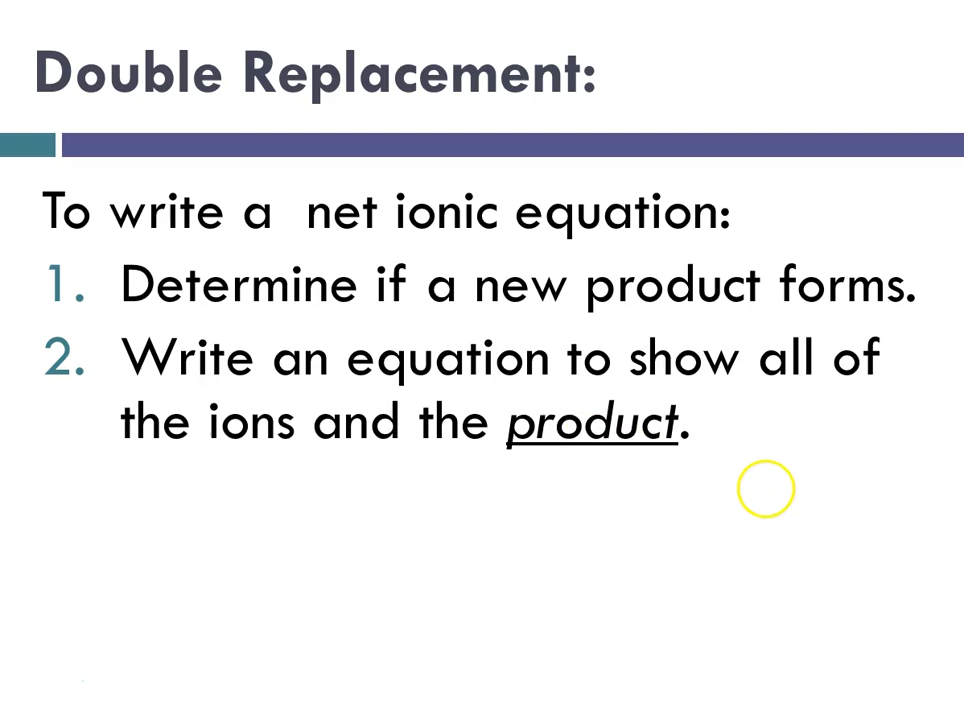 Double Replacement:
To write a  net ionic equation:
1. Determine if a new product forms.
2. Write an equation to show all of
the ions and the product.